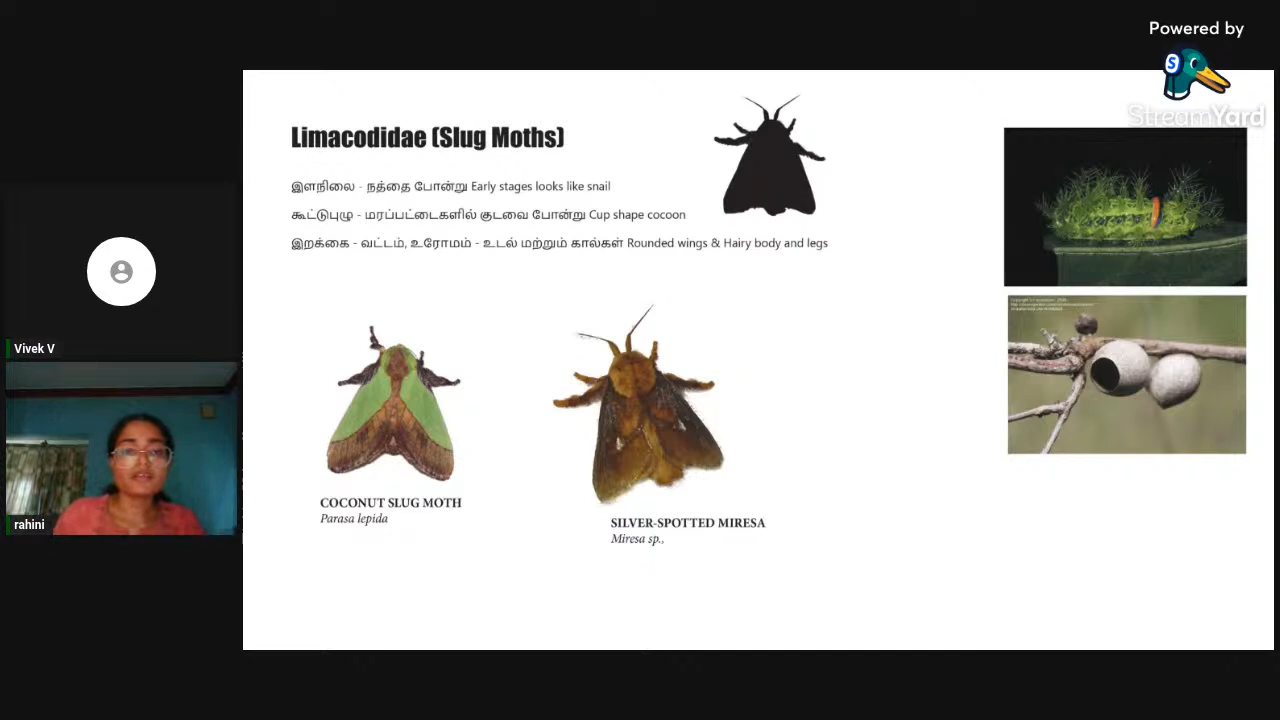 Powered by
StreamYard
Limacodidae (Slug Moths)
இளநிலை - நத்தை போன்று Early stages looks like snail
கூட்டுபுழு - மரப்பட்டைகளில் குடவை போன்று Cup shape cocoon
இறக்கை - வட்டம், உரோமம் - உடல் மற்றும் கால்கள் Rounded wings & Hairy body and legs
Vivek V
rahini
COCONUT SLUG MOTH
Parasa lepida
SILVER-SPOTTED MIRESA
Miresa sp.,